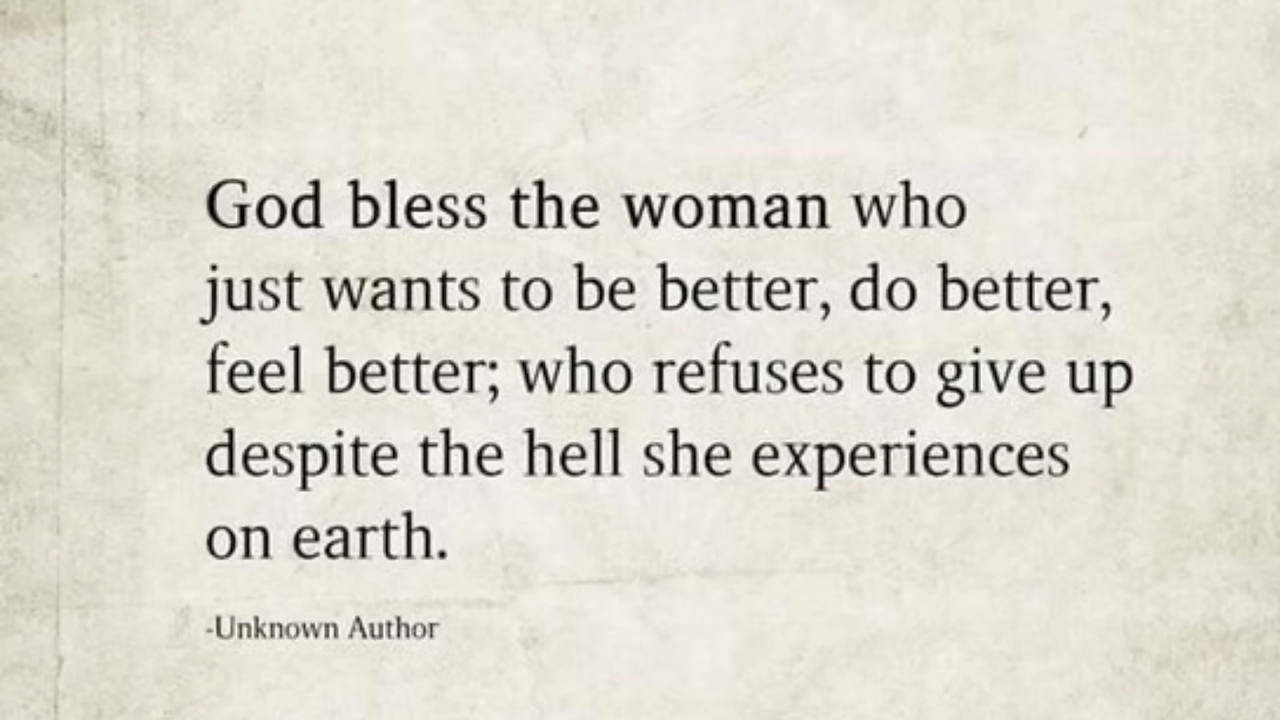 God bless the woman who
just wants to be better, do better,
feel better; who refuses to give up
despite the hell she experiences
on earth.
-Unknown Author